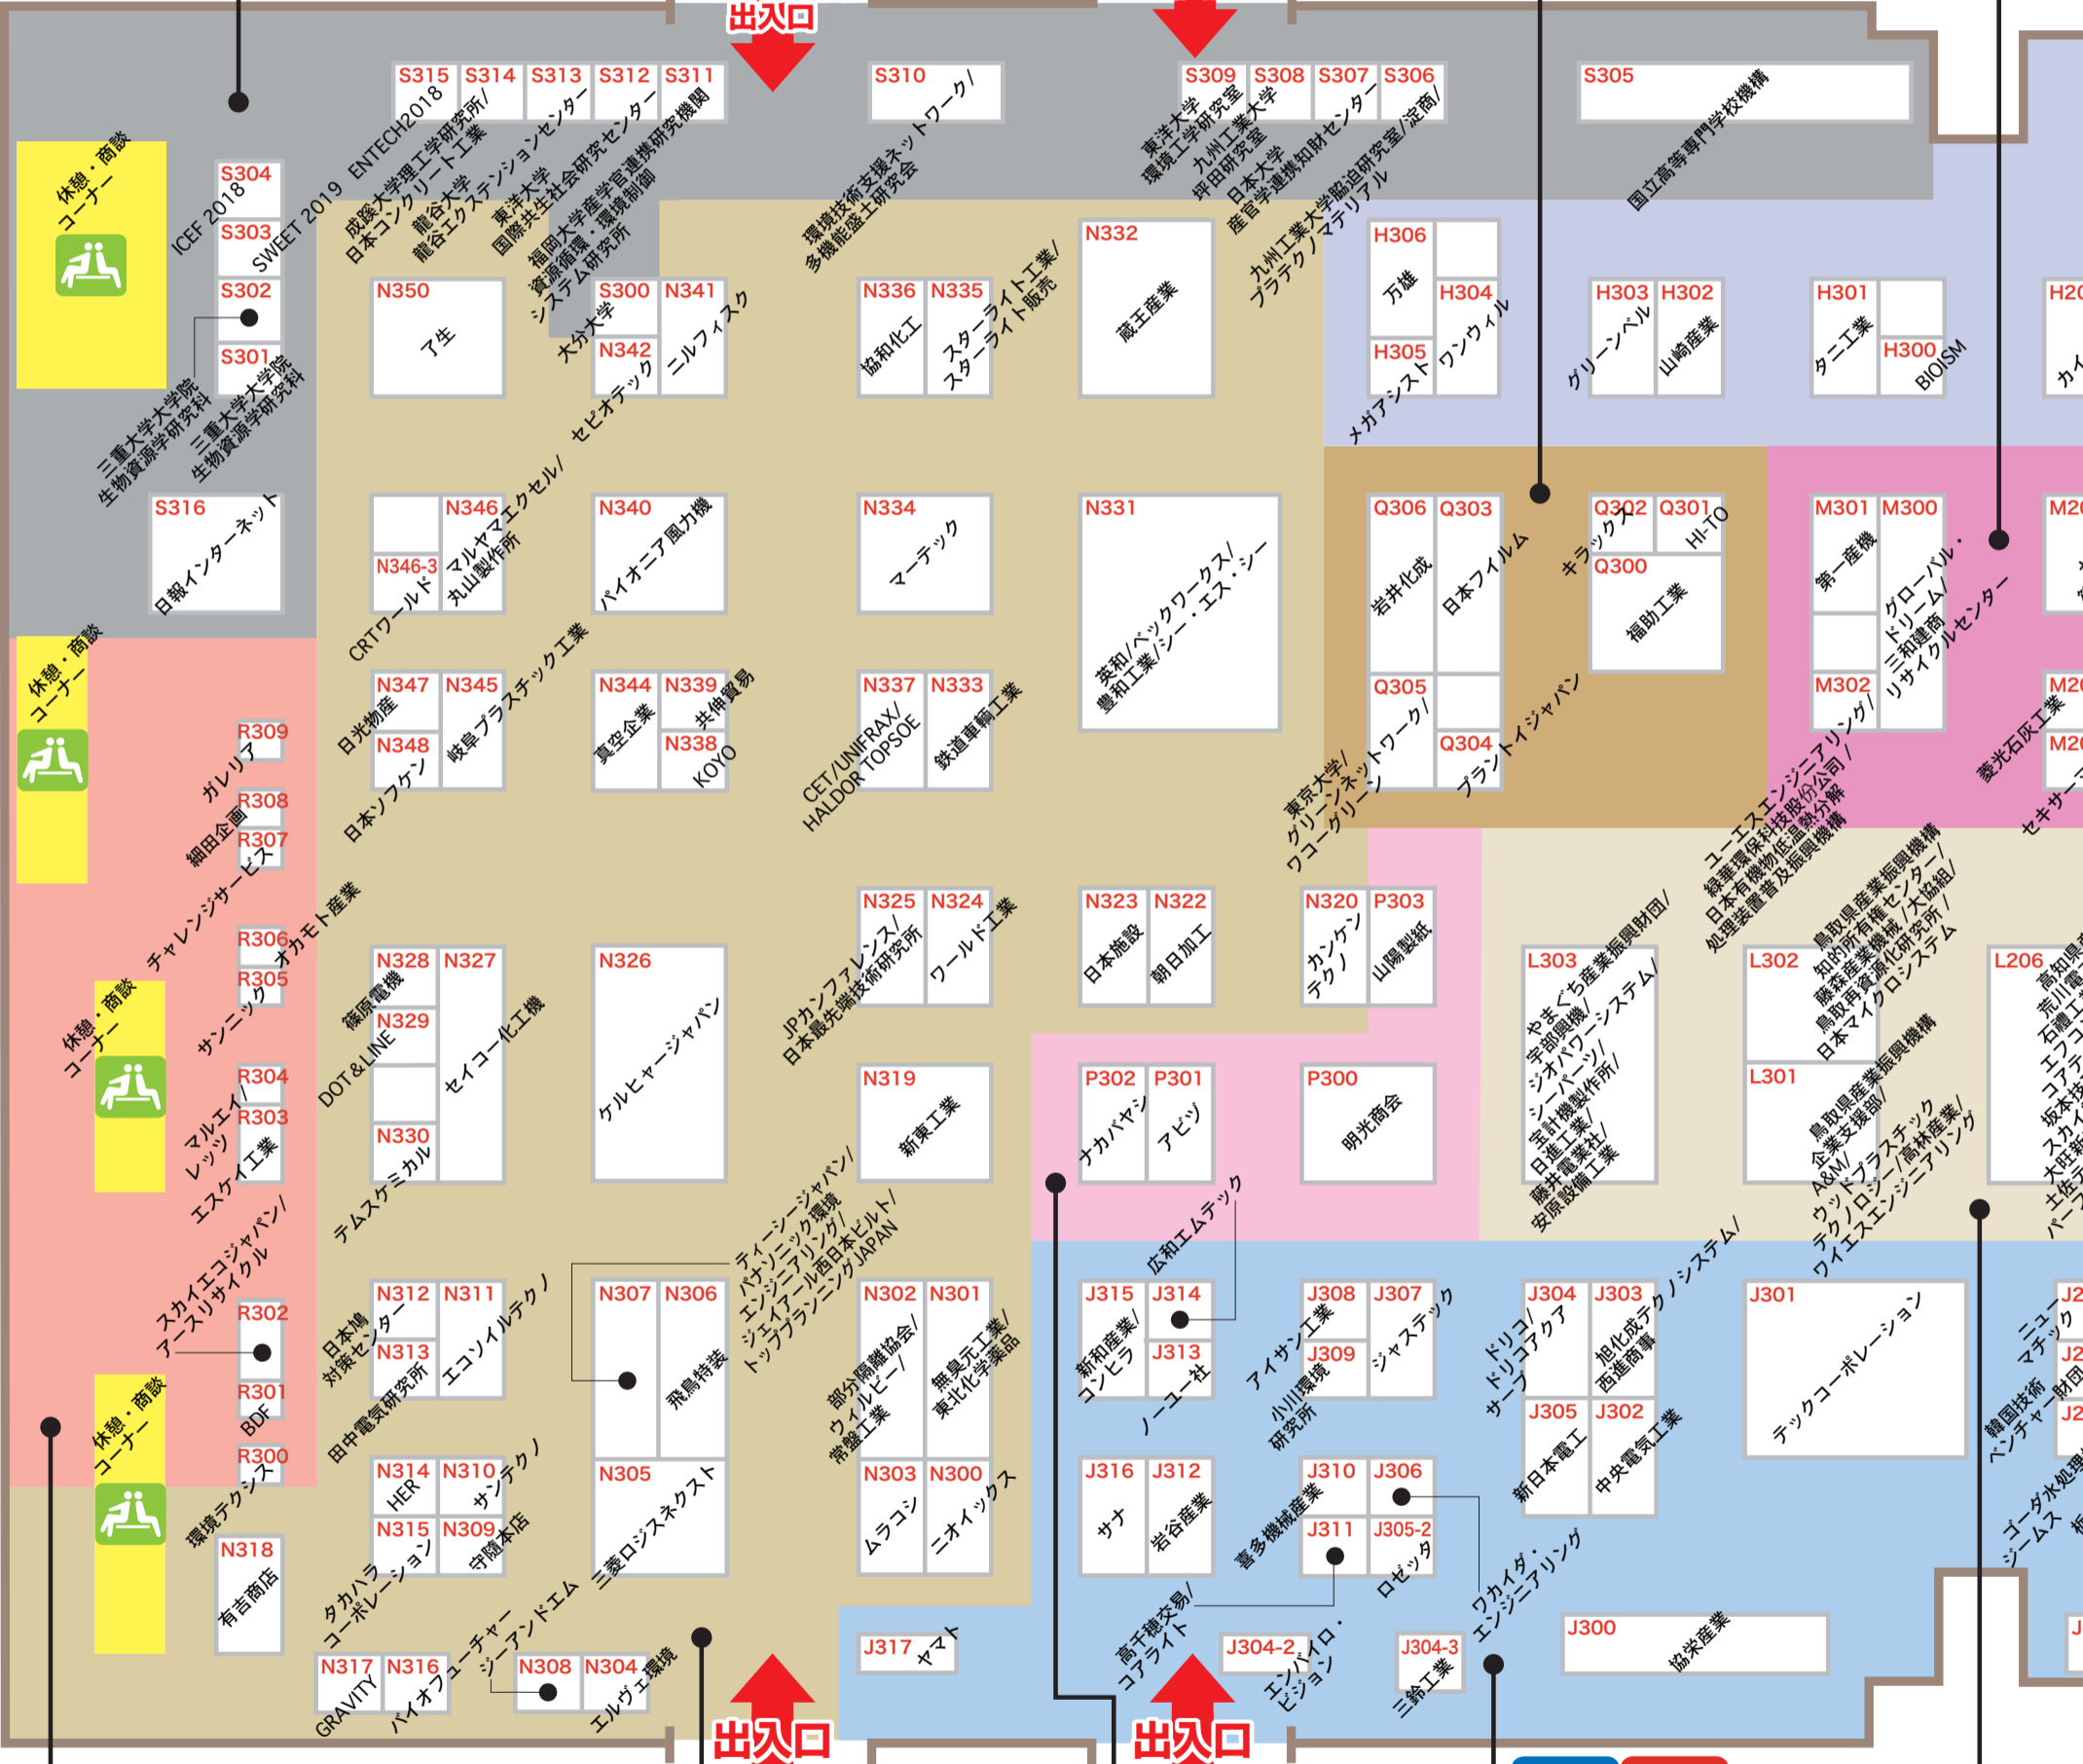 出入口
S315
ENTECH2018
S314
成蹊大学理工学研究所/
日本コンクリート工業
S313
龍谷大学
龍谷エクステンションセンター
S312
東洋大学
国際共生社会研究センター
S311
福岡大学産学官連携研究機関
資源循環・環境制御
システム研究所
S310
環境技術支援ネットワーク/
多機能盛土研究会
S309
東洋大学
環境工学研究室
S308
九州工業大学
坪田研究室
S307
日本大学
産官学連携知財センター
S306
九州工業大学脇迫研究室/淀商/
プラテクノマテリアル
S305
国立高等専門学校機構
休憩・商談
コーナー
S304
ICEF 2018
S303
SWEET 2019
S302
三重大学大学院
生物資源学研究科
S301
三重大学大学院
生物資源学研究科
N350
了生
S300
大分大学
N341
ニルフィスク
N342
セピオテック
N336
協和化工
N335
スターライト工業/
スターライト販売
N332
蔵王産業
H306
万雄
H304
ワンウィル
H305
メガアシスト
H303
グリーンベル
H302
山崎産業
H301
タニ工業
H300
BIOISM
H20
カイ
S316
日報インターネット
N346
マルヤマエクセル/
丸山製作所
N346-3
CRTワールド
N340
パイオニア風力機
N334
マーテック
N331
英和/ベックワークス/
豊和工業/シー・エス・シー
Q306
岩井化成
Q303
日本フイルム
Q302
キラックス
Q301
HI-TO
Q300
福助工業
M301
第一産機
M300
グローバル・
ドリーム/
三和建商
リサイクルセンター
M20
休憩・商談
コーナー
N347
日光物産
N345
岐阜プラスチック工業
N348
日本ソフケン
N344
真空企業
N339
共伸貿易
N338
KOYO
N337
CET/UNIFRAX/
HALDOR TOPSOE
N333
鉄道車輌工業
Q305
東京大学/
グリーンネットワーク/
ワコーグリーン
Q304
プラントイジャパン
M302
ユーエスエンジニアリング/
緑華環保科技股份公司/
日本有機物低温熱分解
処理装置普及振興機構
M20
菱光石灰工業
M20
セキサーマ
R309
ガレリア
R308
細田企画
R307
チャレンジサービス
R306
オカモト産業
R305
サンニック
休憩・商談
コーナー
N328
篠原電機
N327
セイコー化工機
N329
DOT&LINE
N330
テムスケミカル
N326
ケルヒャージャパン
N325
JPカンファレンス/
日本最先端技術研究所
N324
ワールド工業
N323
日本施設
N322
朝日加工
N320
カンケン
テクノ
P303
山陽製紙
L303
やまぐち産業振興財団/
宇部興機/
ジオパワーシステム/
シーパーツ/
宝計機製作所/
日進工業/
藤井電業社/
安原設備工業
L302
鳥取県産業振興機構
知的所有権センター/
藤森産業機械/大協組/
鳥取再資源化研究所/
日本マイクロシステム
L301
鳥取県産業振興機構
企業支援部/
A&M/
ウッドプラスチック
テクノロジー/高林産業/
ワイエスエンジニアリング
L206
高知県産
荒川電
石禮工
エフコ
コアテ
坂本技
スカイ
大旺新
土佐テ
パーフ
R304
マルエイ/
レッツ
R303
エスケイ工業
N319
新東工業
P302
ナカバヤシ
P301
アビヅ
P300
明光商会
R302
スカイエコジャパン/
アースリサイクル
R301
BDF
R300
環境テクシス
休憩・商談
コーナー
N312
日本鳩
対策センター
N311
エコソイルテクノ
N313
田中電気研究所
N307
ティーシージャパン/
パナソニック環境
エンジニアリング/
ジェイアール西日本ビルト/
トッププランニングJAPAN
N306
飛鳥特装
N302
部分隔離協会/
ウィルビー/
常盤工業
N301
無臭元工業/
東北化学薬品
J315
新和産業/
コンヒラ
J314
広和エムテック
J313
ノーユー社
J308
アイサン工業
J307
ジャステック
J309
小川環境
研究所
J304
ドリコ/
ドリコアクア
サーブ
J303
旭化成テクノシステム/
西進商事
J305
新日本電工
J302
中央電気工業
J301
テックコーポレーション
J2
ニュー
マチック
J2
韓国技術
ベンチャー財団
J2
ゴーダ水処理
ジームス
N314
HER
N310
サンテクノ
N315
タカハラ
コーポレーション
N309
守随本店
N305
三菱ロジスネクスト
N303
ムラコシ
N300
ニオイックス
J316
サナ
J312
岩谷産業
J310
喜多機械産業
J306
ワカイダ・
エンジニアリング
J311
高千穂交易/
コアライト
J305-2
ロゼッタ
N318
有吉商店
N317
GRAVITY
N316
バイオフューチャー
N308
ジーアンドエム
N304
エルヴェ環境
J317
ヤマト
J304-2
エンバイロ・
ビジョン
J304-3
三鈴工業
J300
協栄産業
J
出入口
出入口